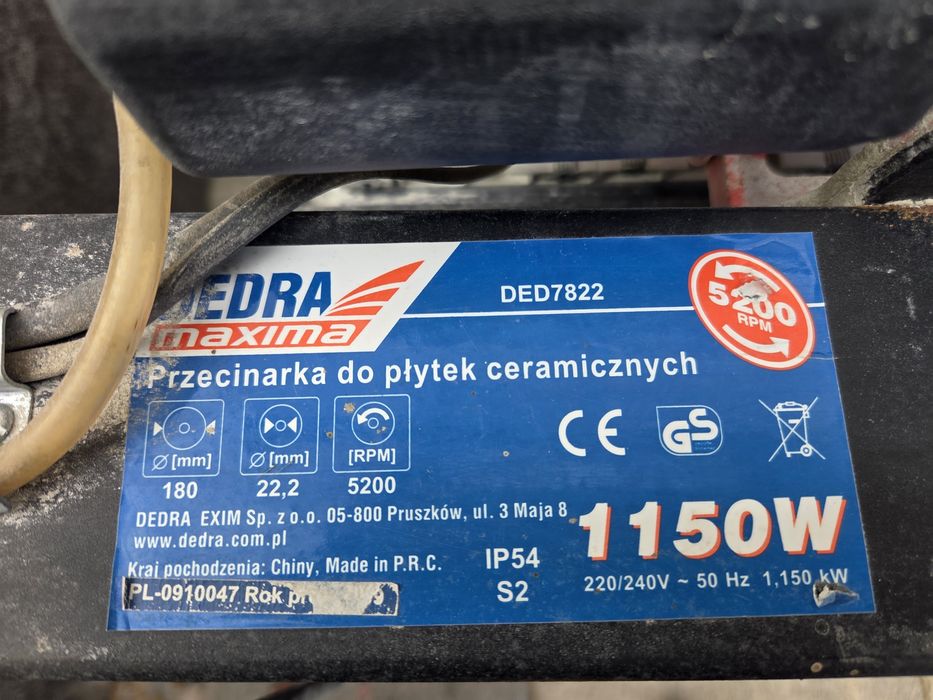 DEDRA
maxima
DED7822
5200
RPM
Przecinarka do płytek ceramicznych
Ø [mm]
180
Ø [mm]
22,2
[RPM]
5200
CE
GS
DEDRA EXIM Sp. z o.o. 05-800 Pruszków, ul. 3 Maja 8
www.dedra.com.pl
Kraj pochodzenia: Chiny, Made in P.R.C.
PL-0910047 Rok
IP54
S2
1150W
220/240V ~ 50 Hz 1,150 kW